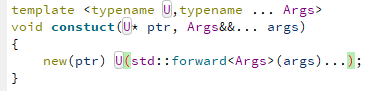 template <typename U,typename ... Args>
void constuct(U* ptr, Args&&... args)
{
    new(ptr) U(std::forward<Args>(args)...);
}